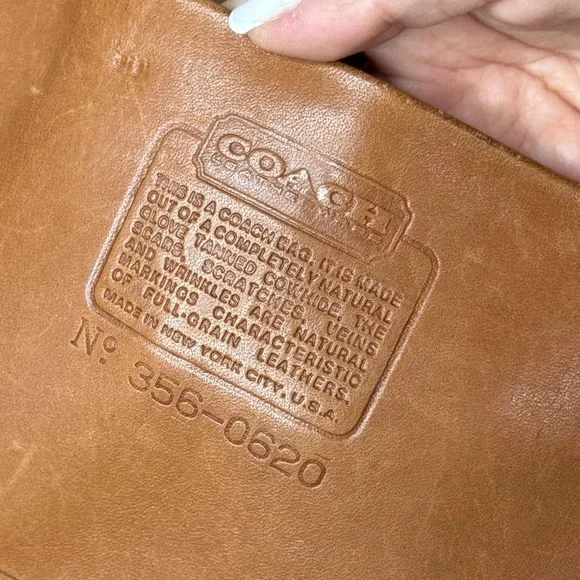 COACH
THIS IS A COACH BAG. IT IS MADE
OUT OF A COMPLETELY NATURAL
GLOVE TANNED COWHIDE, THE
SCARS, SCRATCHES, VEINS
AND WRINKLES ARE NATURAL
MARKINGS CHARACTERISTIC
OF FULL-GRAIN LEATHERS.
MADE IN NEW YORK CITY, U.S.A.
No. 356-0620